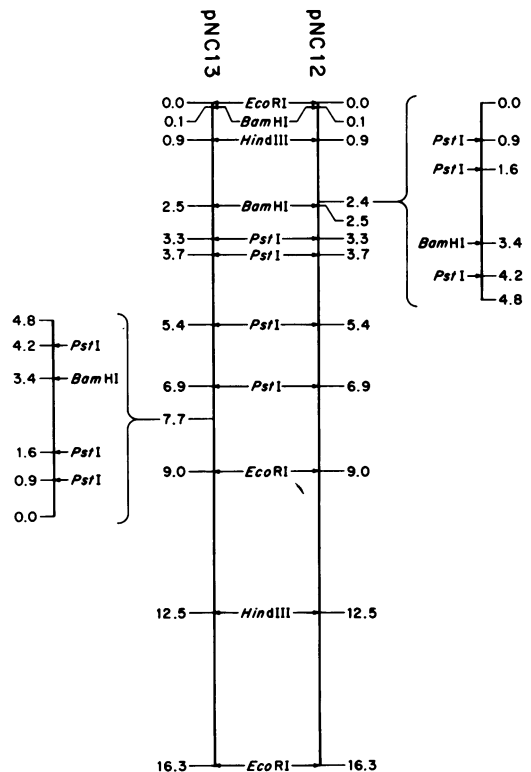 pNC13 pNC12
0.0 EcoRI 0.0
0.1 BamHI 0.1
0.9 HindIII 0.9
2.4
2.5 BamHI 2.5
3.3 PstI 3.3
3.7 PstI 3.7
5.4 PstI 5.4
6.9 PstI 6.9
7.7
9.0 EcoRI 9.0
12.5 HindIII 12.5
16.3 EcoRI 16.3
0.0
PstI 0.9
PstI 1.6
BamHI 3.4
PstI 4.2
4.8
4.8
4.2 PstI
3.4 BamHI
1.6 PstI
0.9 PstI
0.0